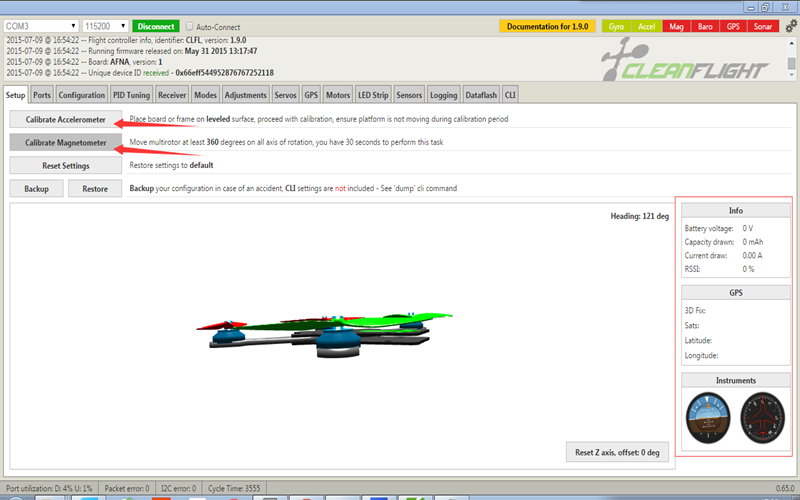 COM3 115200 Disconnect Auto-Connect Documentation for 1.9.0 Gyro Accel Mag Baro GPS Sonar
2015-07-09 @ 16:54:22 -- Flight controller info, identifier: CLFL, version: 1.9.0
2015-07-09 @ 16:54:22 -- Running firmware released on: May 31 2015 13:17:47
2015-07-09 @ 16:54:22 -- Board: AFNA, version: 1
2015-07-09 @ 16:54:22 -- Unique device ID received - 0x66eff544952876767252118
CLEANFLIGHT
Setup Ports Configuration PID Tuning Receiver Modes Adjustments Servos GPS Motors LED Strip Sensors Logging Dataflash CLI
Calibrate Accelerometer Place board or frame on leveled surface, proceed with calibration, ensure platform is not moving during calibration period
Calibrate Magnetometer Move multirotor at least 360 degrees on all axis of rotation, you have 30 seconds to perform this task
Reset Settings Restore settings to default
Backup Restore Backup your configuration in case of an accident, CLI settings are not included - See 'dump' cli command
Heading: 121 deg
Info
Battery voltage: 0 V
Capacity drawn: 0 mAh
Current draw: 0.00 A
RSSI: 0 %
GPS
3D Fix:
Sats:
Latitude:
Longitude:
Instruments
Reset Z axis, offset: 0 deg
Port utilization: D: 4% U: 1% Packet error: 0 I2C error: 0 Cycle Time: 3555 0.65.0